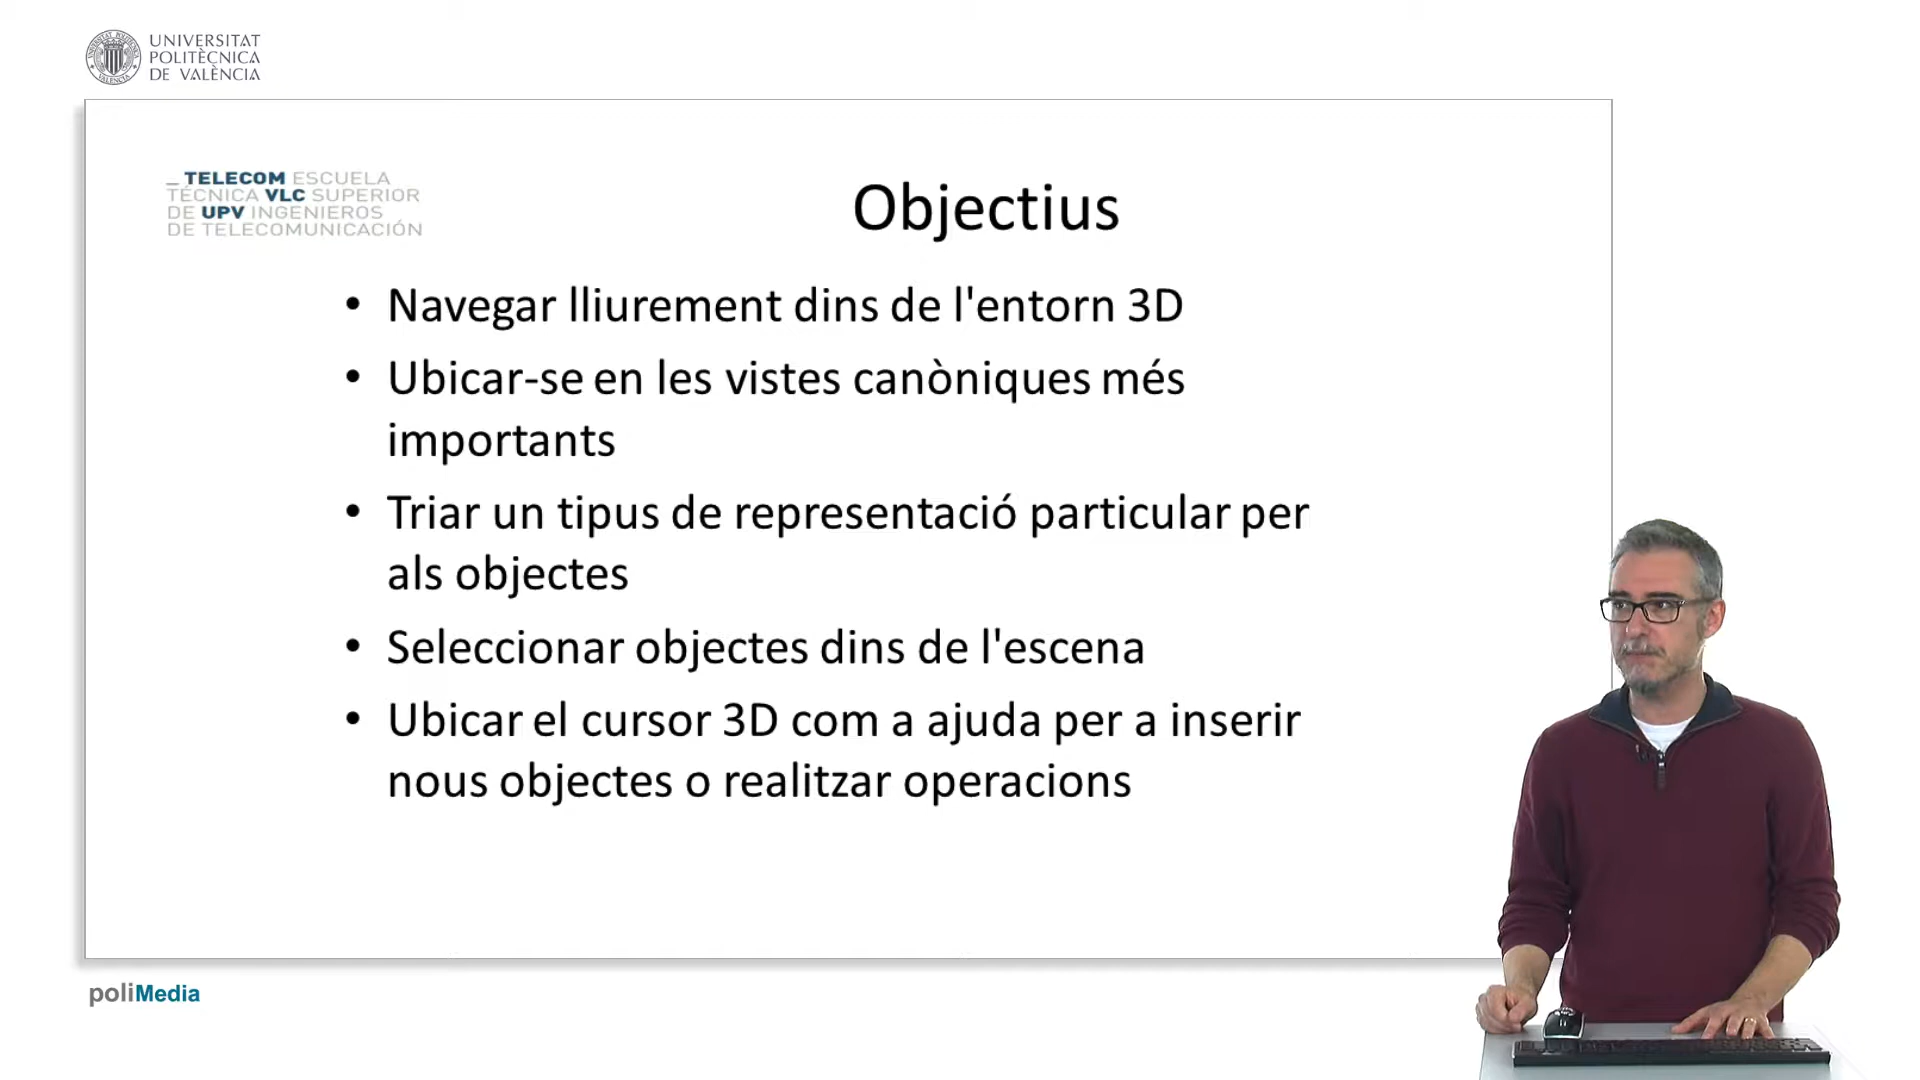 UNIVERSITAT
POLITÈCNICA
DE VALÈNCIA
_ TELECOM ESCUELA
TÉCNICA VLC SUPERIOR
DE UPV INGENIEROS
DE TELECOMUNICACIÓN
Objectius
• Navegar lliurement dins de l'entorn 3D
• Ubicar-se en les vistes canòniques més
importants
• Triar un tipus de representació particular per
als objectes
• Seleccionar objectes dins de l'escena
• Ubicar el cursor 3D com a ajuda per a inserir
nous objectes o realitzar operacions
poliMedia